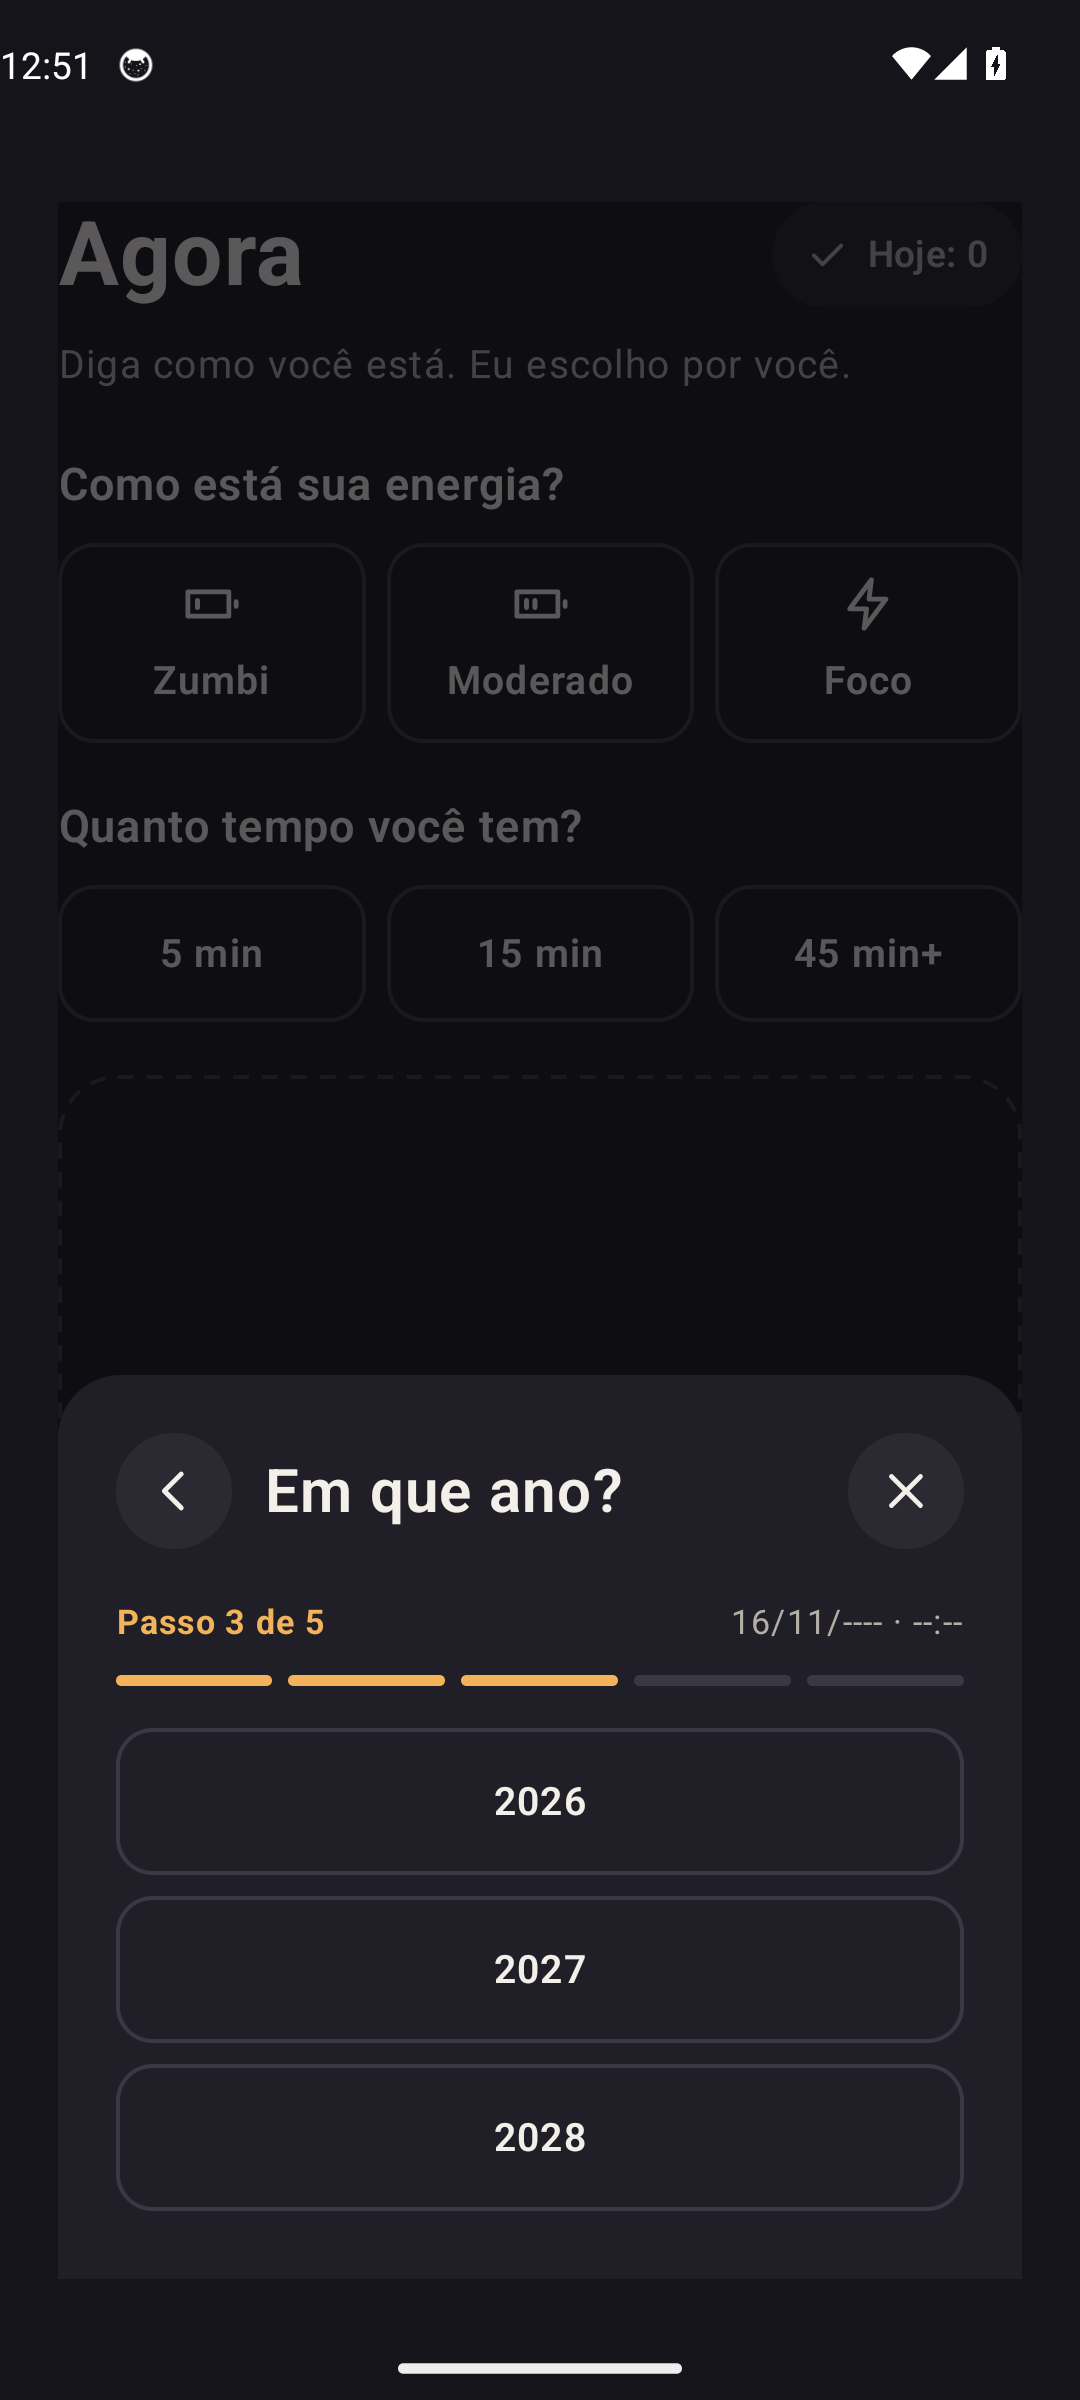 12:51
Agora
Hoje: 0
Diga como você está. Eu escolho por você.
Como está sua energia?
Zumbi
Moderado
Foco
Quanto tempo você tem?
5 min
15 min
45 min+
Em que ano?
Passo 3 de 5
16/11/---- · --:--
2026
2027
2028